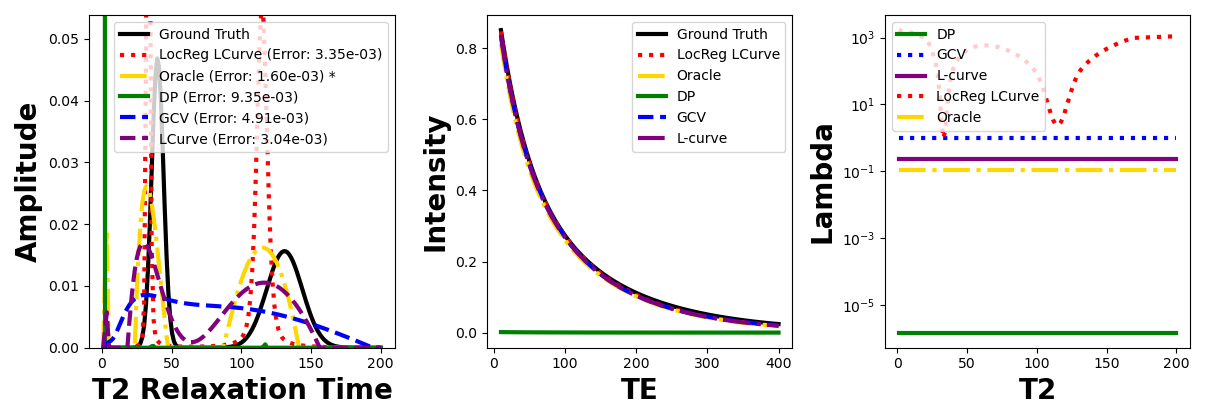 Amplitude
0.05
0.04
0.03
0.02
0.01
0.00
Ground Truth
LocReg LCurve (Error: 3.35e-03)
Oracle (Error: 1.60e-03) *
DP (Error: 9.35e-03)
GCV (Error: 4.91e-03)
LCurve (Error: 3.04e-03)
0 50 100 150 200
T2 Relaxation Time
Intensity
0.8
0.6
0.4
0.2
0.0
Ground Truth
LocReg LCurve
Oracle
DP
GCV
L-curve
0 100 200 300 400
TE
Lambda
10³
10¹
10⁻¹
10⁻³
10⁻⁵
DP
GCV
L-curve
LocReg LCurve
Oracle
0 50 100 150 200
T2